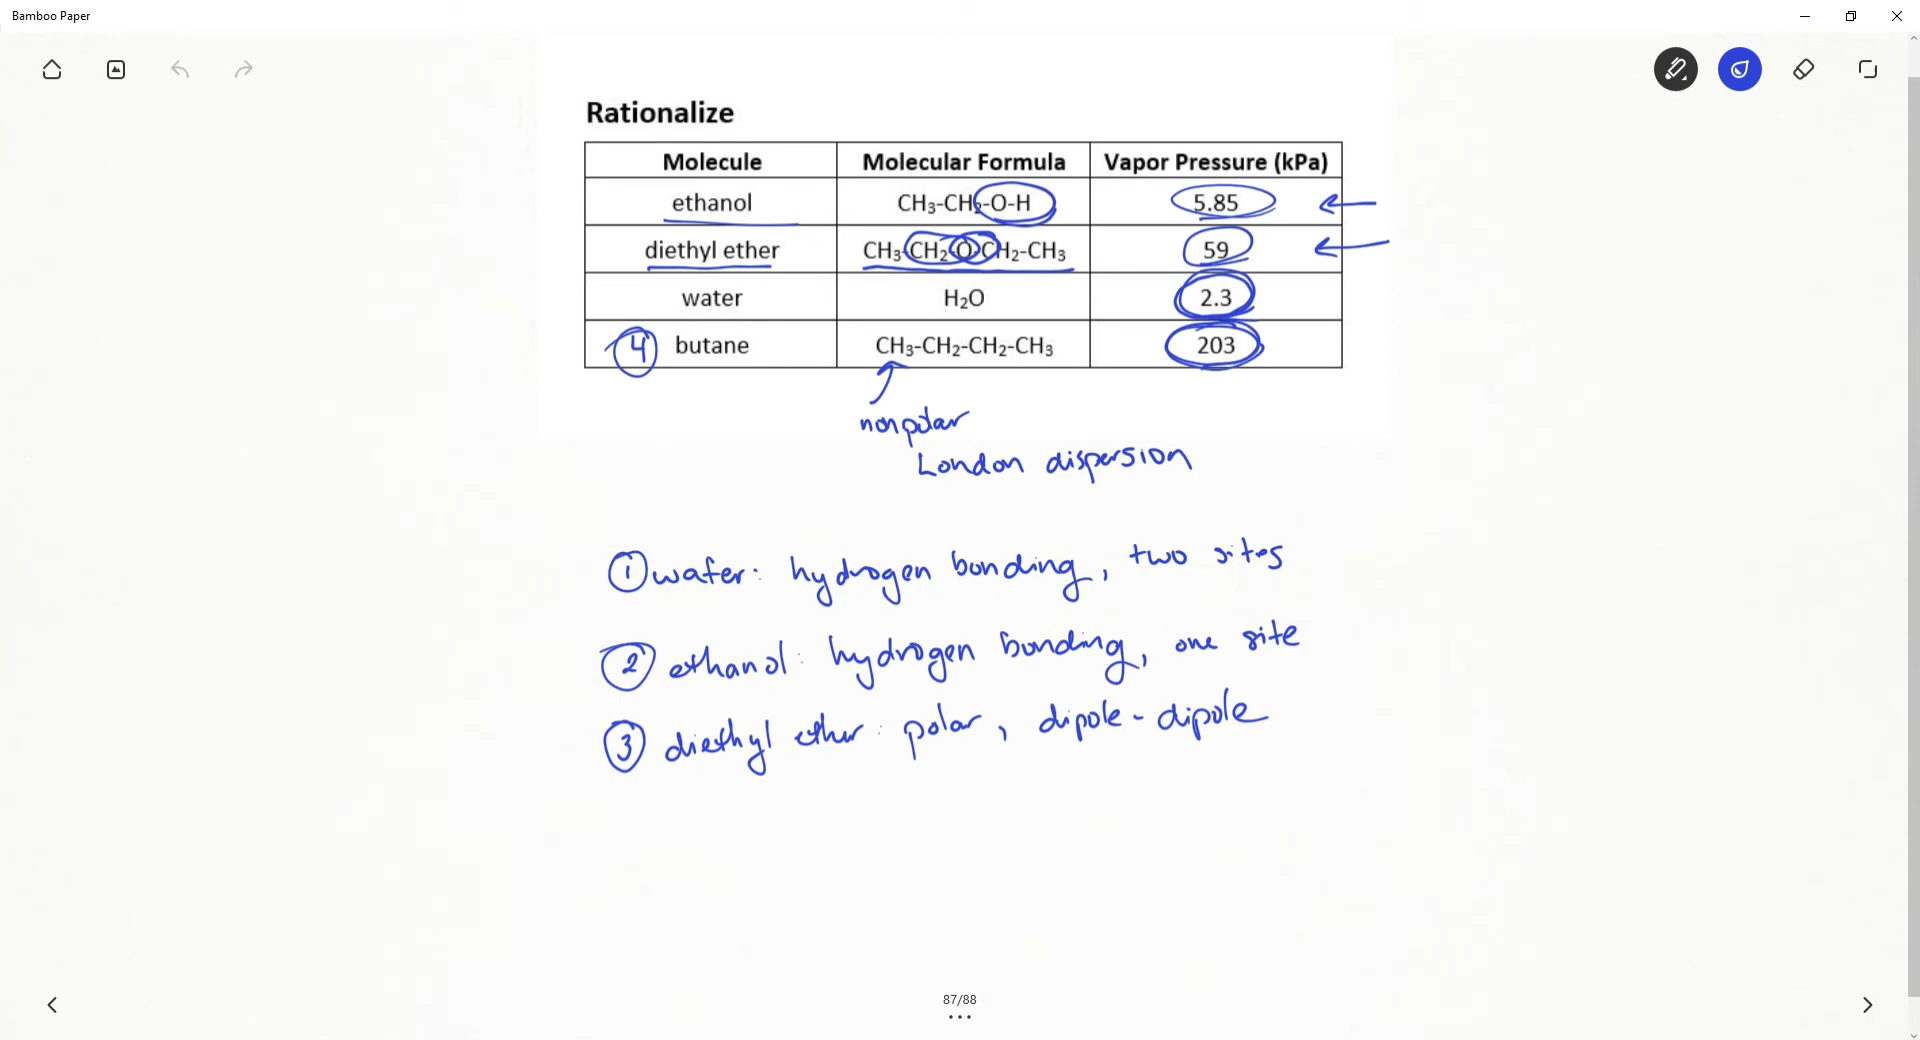 Bamboo Paper
Rationalize
Molecule Molecular Formula Vapor Pressure (kPa)
ethanol CH₃-CH₂-O-H 5.85
diethyl ether CH₃-CH₂-O-CH₂-CH₃ 59
water H₂O 2.3
4 butane CH₃-CH₂-CH₂-CH₃ 203
nonpolar
London dispersion
1 water: hydrogen bonding, two sites
2 ethanol: hydrogen bonding, one site
3 diethyl ether: polar, dipole-dipole
87/88